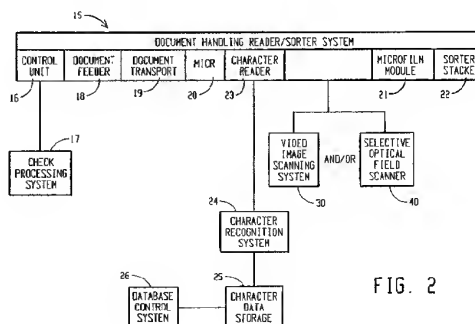 15
DOCUMENT HANDLING READER/SORTER SYSTEM
CONTROL UNIT
DOCUMENT FEEDER
DOCUMENT TRANSPORT
MICR
CHARACTER READER
MICROFILM MODULE
SORTER STACKE
16
18
19
20
23
21
22
17
CHECK PROCESSING SYSTEM
VIDEO IMAGE SCANNING SYSTEM
AND/OR
SELECTIVE OPTICAL FIELD SCANNER
30
40
24
CHARACTER RECOGNITION SYSTEM
26
25
DATABASE CONTROL SYSTEM
CHARACTER DATA STORAGE
FIG. 2